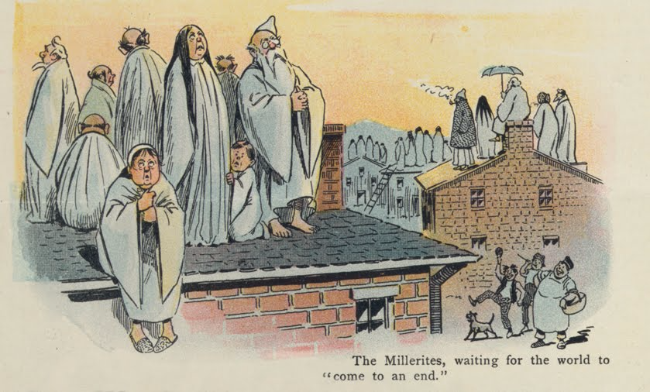 The Millerites, waiting for the world to
"come to an end."